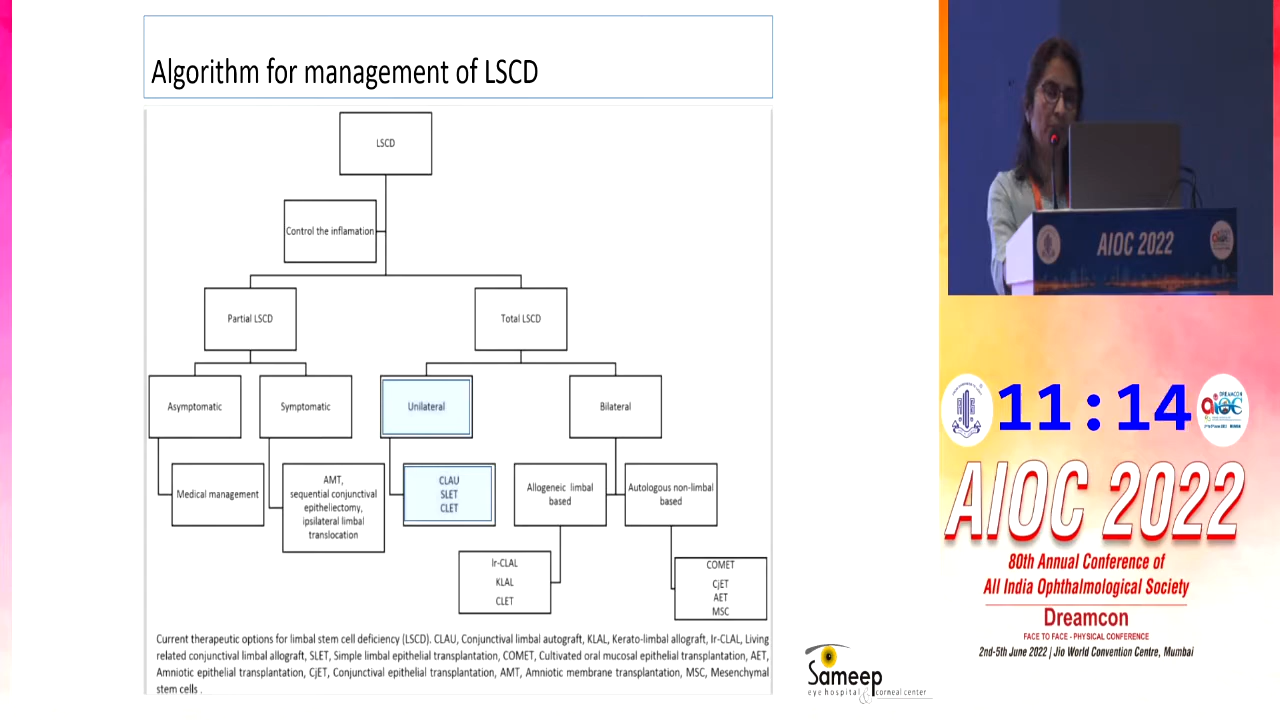 Algorithm for management of LSCD
LSCD
Control the inflamation
Partial LSCD
Total LSCD
Asymptomatic
Symptomatic
Unilateral
Bilateral
Medical management
AMT,
sequential conjunctival
epitheliectomy,
ipsilateral limbal
translocation
CLAU
SLET
CLET
Allogeneic limbal
based
Autologous non-limbal
based
lr-CLAL
KLAL
CLET
COMET
CjET
AET
MSC
Current therapeutic options for limbal stem cell deficiency (LSCD). CLAU, Conjunctival limbal autograft, KLAL, Kerato-limbal allograft, lr-CLAL, Living
related conjunctival limbal allograft, SLET, Simple limbal epithelial transplantation, COMET, Cultivated oral mucosal epithelial transplantation, AET,
Amniotic epithelial transplantation, CjET, Conjunctival epithelial transplantation, AMT, Amniotic membrane transplantation, MSC, Mesenchymal
stem cells .
Sameep
eye hospital & corneal center
AIOC 2022
11:14
AIOC 2022
80th Annual Conference of
All India Ophthalmological Society
Dreamcon
FACE TO FACE - PHYSICAL CONFERENCE
2nd-5th June 2022 | Jio World Convention Centre, Mumbai